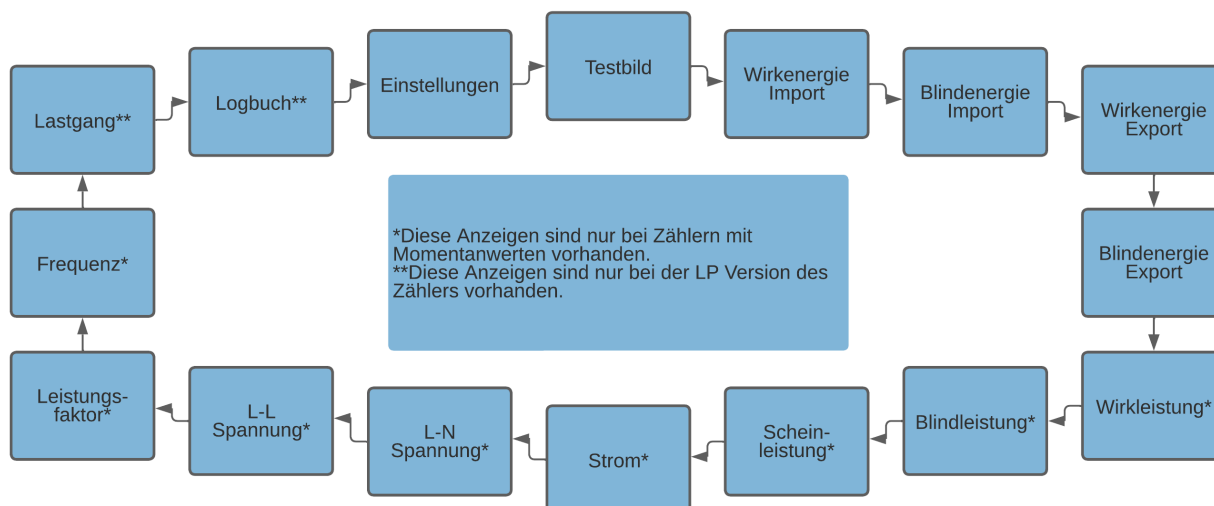 Testbild
Einstellungen
Wirkenergie
Import
Logbuch**
Blindenergie
Import
Lastgang**
Wirkenergie
Export
*Diese Anzeigen sind nur bei Zählern mit
Momentanwerten vorhanden.
**Diese Anzeigen sind nur bei der LP Version des
Zählers vorhanden.
Frequenz*
Blindenergie
Export
Leistungs-
faktor*
L-L
Spannung*
L-N
Spannung*
Strom*
Schein-
leistung*
Blindleistung*
Wirkleistung*